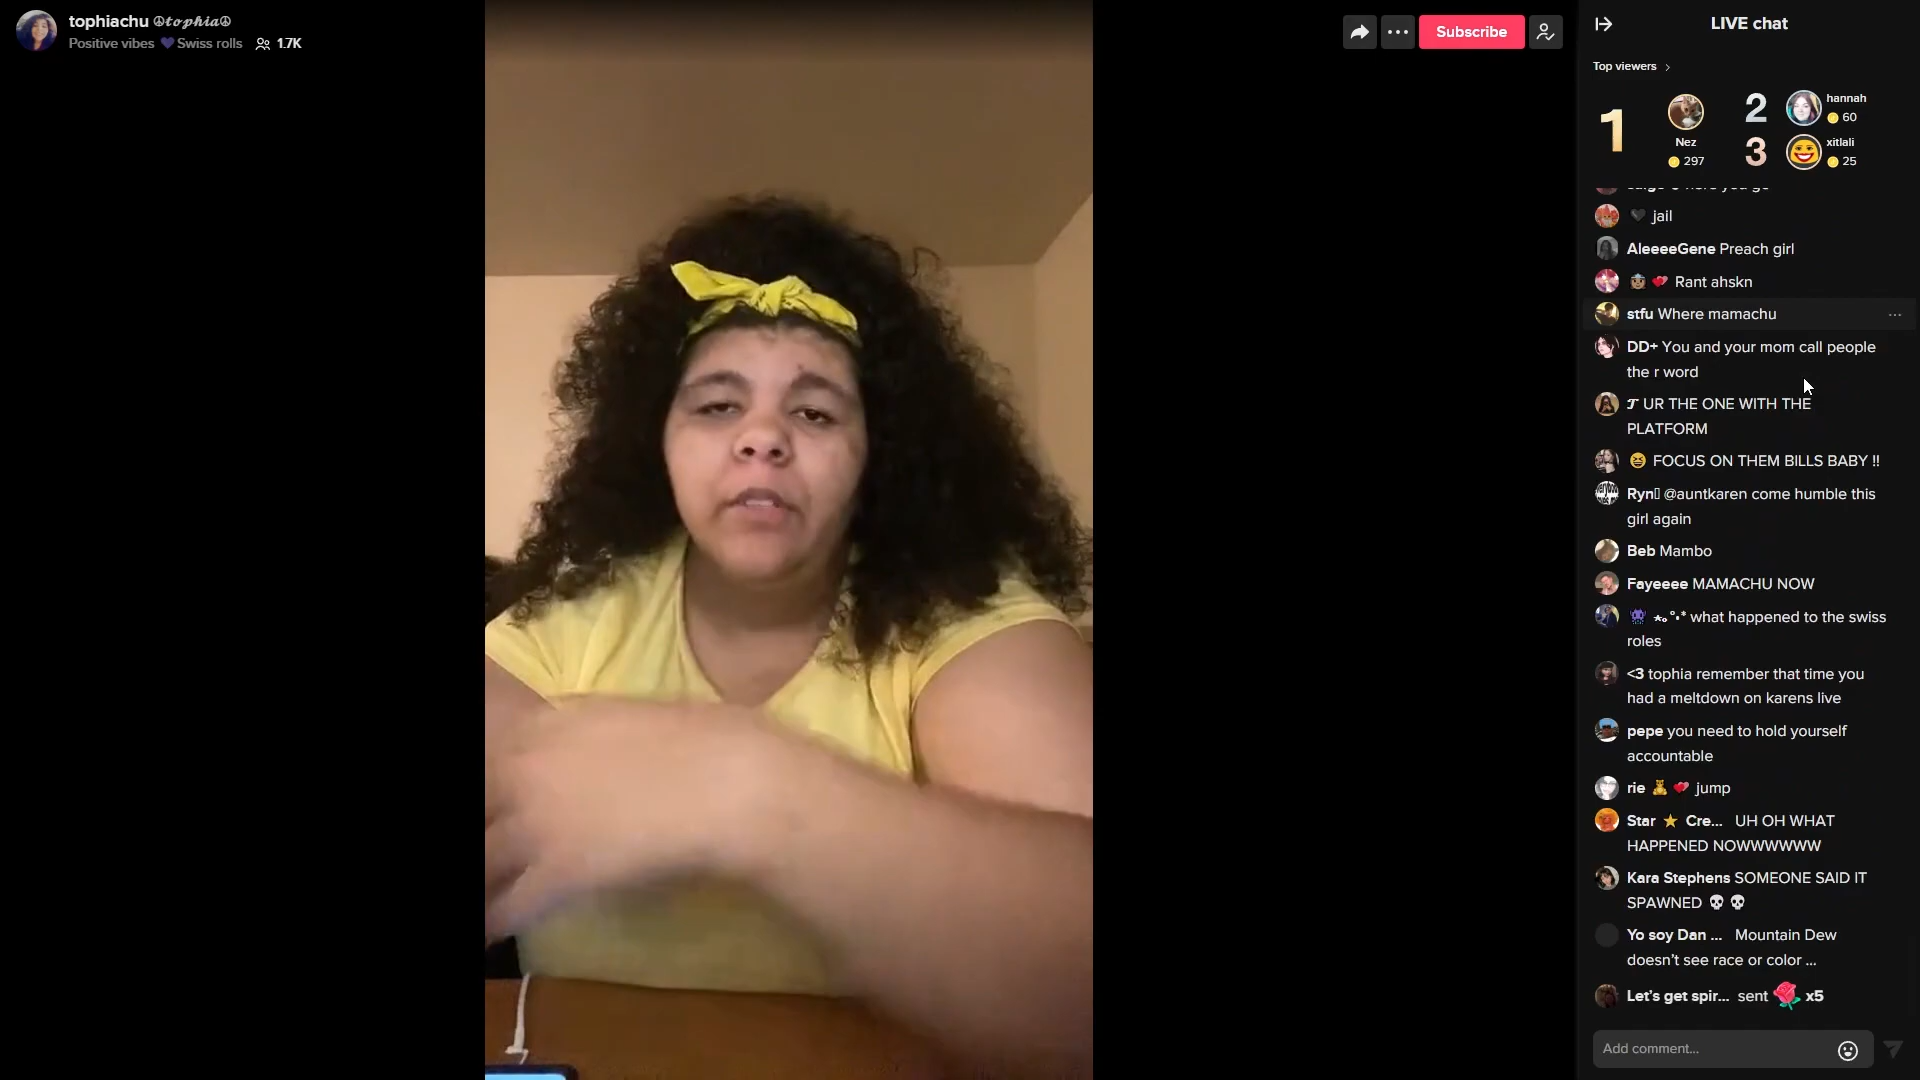 tophiachu ☮𝓽𝓸𝓹𝓱𝓲𝓪☮
Positive vibes 💜 Swiss rolls 1.7K
Subscribe
LIVE chat
Top viewers >
1
Nez
297
2
hannah
60
3
xitlali
25
🖤 jail
AleeeeGene Preach girl
Rant ahskn
stfu Where mamachu
DD+ You and your mom call people
the r word
𝓣 UR THE ONE WITH THE
PLATFORM
😆 FOCUS ON THEM BILLS BABY !!
Ryn▯ @auntkaren come humble this
girl again
Beb Mambo
Fayeeee MAMACHU NOW
👾 ⋆｡°•* what happened to the swiss
roles
<3 tophia remember that time you
had a meltdown on karens live
pepe you need to hold yourself
accountable
rie 🧸 💕 jump
Star ⭐ Cre... UH OH WHAT
HAPPENED NOWWWWWW
Kara Stephens SOMEONE SAID IT
SPAWNED 💀 💀
Yo soy Dan ... Mountain Dew
doesn't see race or color ...
Let's get spir... sent 🌹 x5
Add comment...